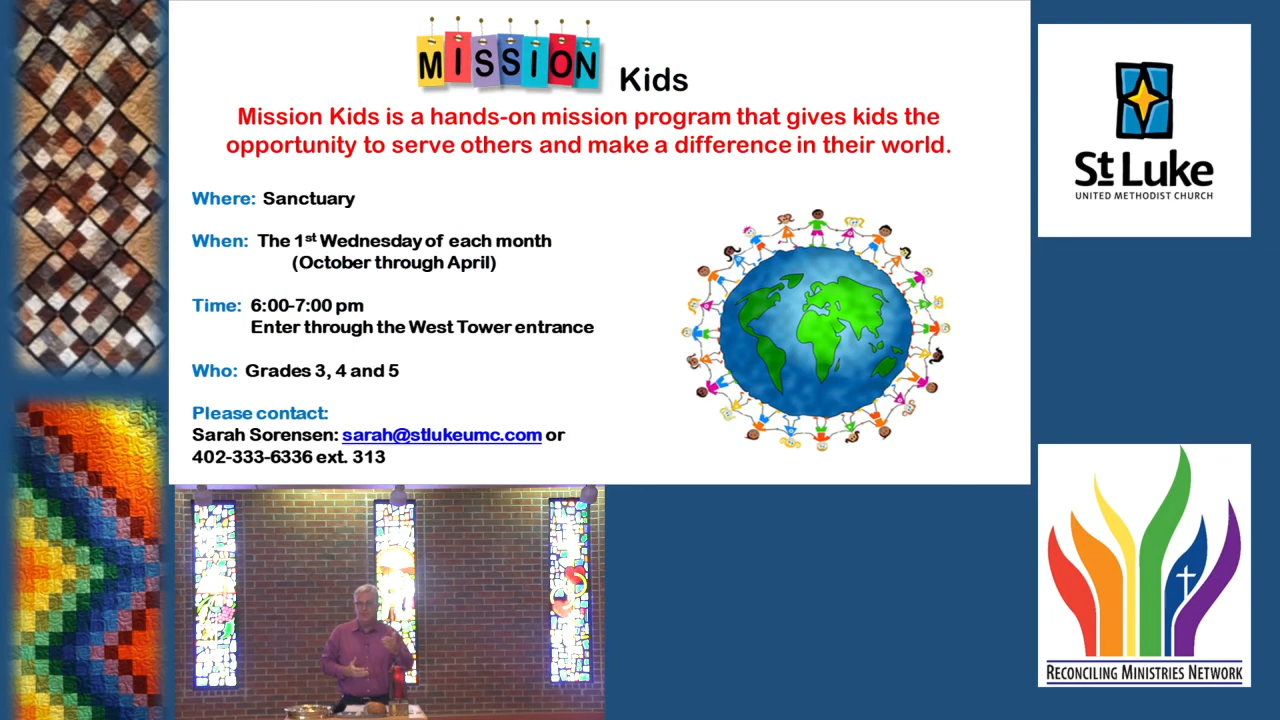 MISSION Kids
Mission Kids is a hands-on mission program that gives kids the
opportunity to serve others and make a difference in their world.
Where: Sanctuary
When: The 1st Wednesday of each month
(October through April)
Time: 6:00-7:00 pm
Enter through the West Tower entrance
Who: Grades 3, 4 and 5
Please contact:
Sarah Sorensen: sarah@stlukeumc.com or
402-333-6336 ext. 313
St Luke
UNITED METHODIST CHURCH
RECONCILING MINISTRIES NETWORK